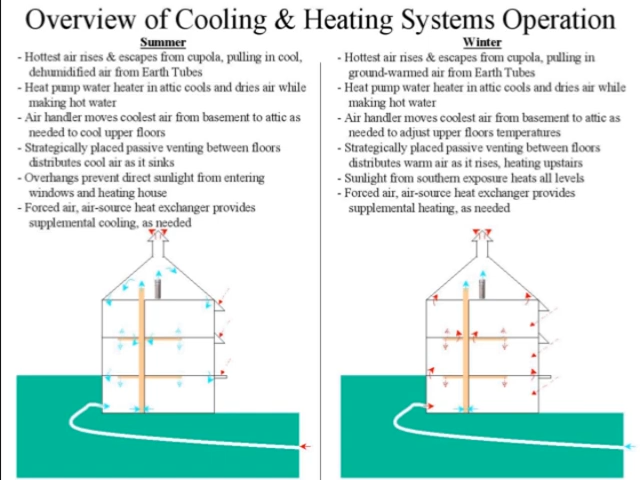 Overview of Cooling & Heating Systems Operation
Summer
- Hottest air rises & escapes from cupola, pulling in cool,
dehumidified air from Earth Tubes
- Heat pump water heater in attic cools and dries air while
making hot water
- Air handler moves coolest air from basement to attic as
needed to cool upper floors
- Strategically placed passive venting between floors
distributes cool air as it sinks
- Overhangs prevent direct sunlight from entering
windows and heating house
- Forced air, air-source heat exchanger provides
supplemental cooling, as needed
Winter
- Hottest air rises & escapes from cupola, pulling in
ground-warmed air from Earth Tubes
- Heat pump water heater in attic cools and dries air while
making hot water
- Air handler moves coolest air from basement to attic as
needed to adjust upper floors temperatures
- Strategically placed passive venting between floors
distributes warm air as it rises, heating upstairs
- Sunlight from southern exposure heats all levels
- Forced air, air-source heat exchanger provides
supplemental heating, as needed